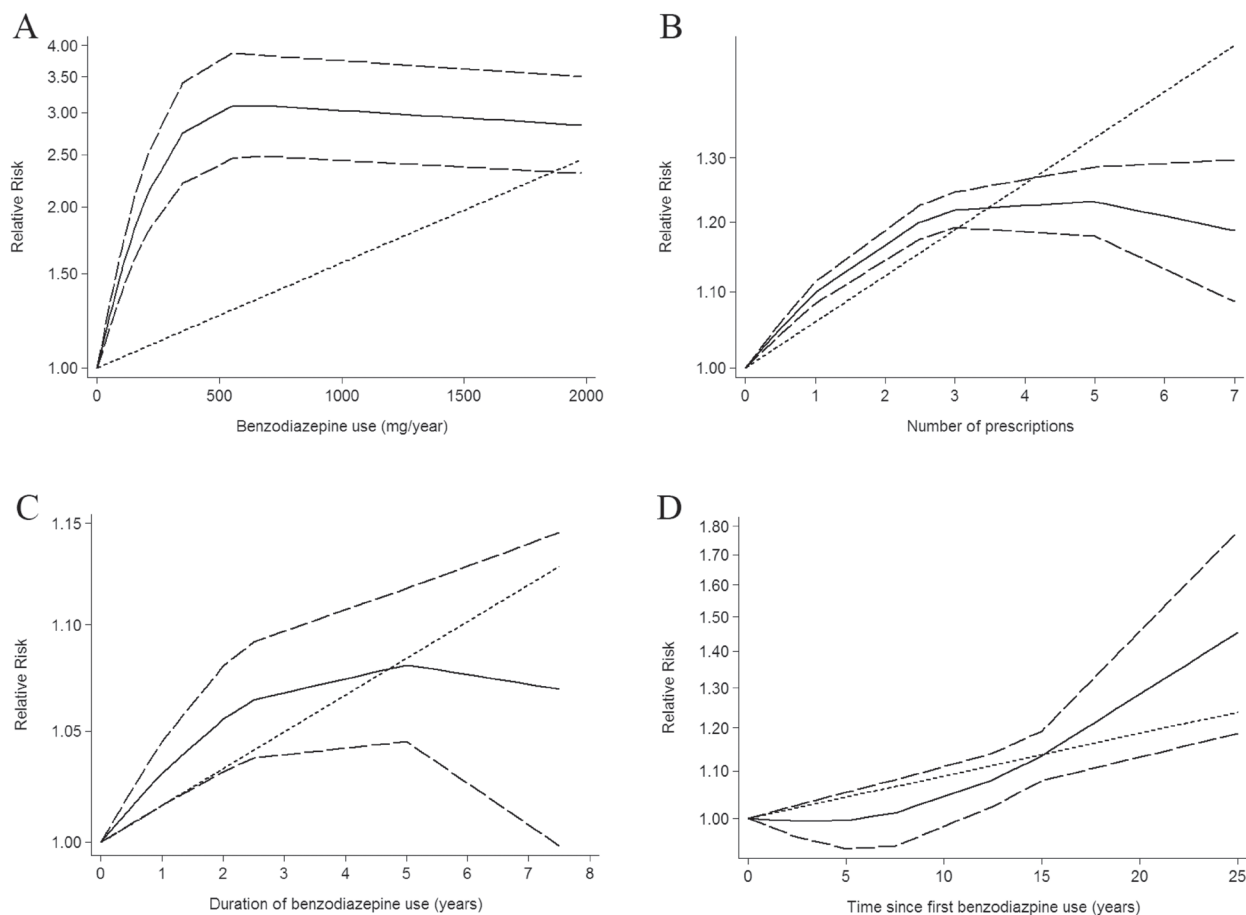 A
4.00
3.50
3.00
2.50
2.00
1.50
1.00
Relative Risk
0 500 1000 1500 2000
Benzodiazepine use (mg/year)
B
1.30
1.20
1.10
1.00
Relative Risk
0 1 2 3 4 5 6 7
Number of prescriptions
C
1.15
1.10
1.05
1.00
Relative Risk
0 1 2 3 4 5 6 7 8
Duration of benzodiazepine use (years)
D
1.80
1.70
1.60
1.50
1.40
1.30
1.20
1.10
1.00
Relative Risk
0 5 10 15 20 25
Time since first benzodiazpine use (years)